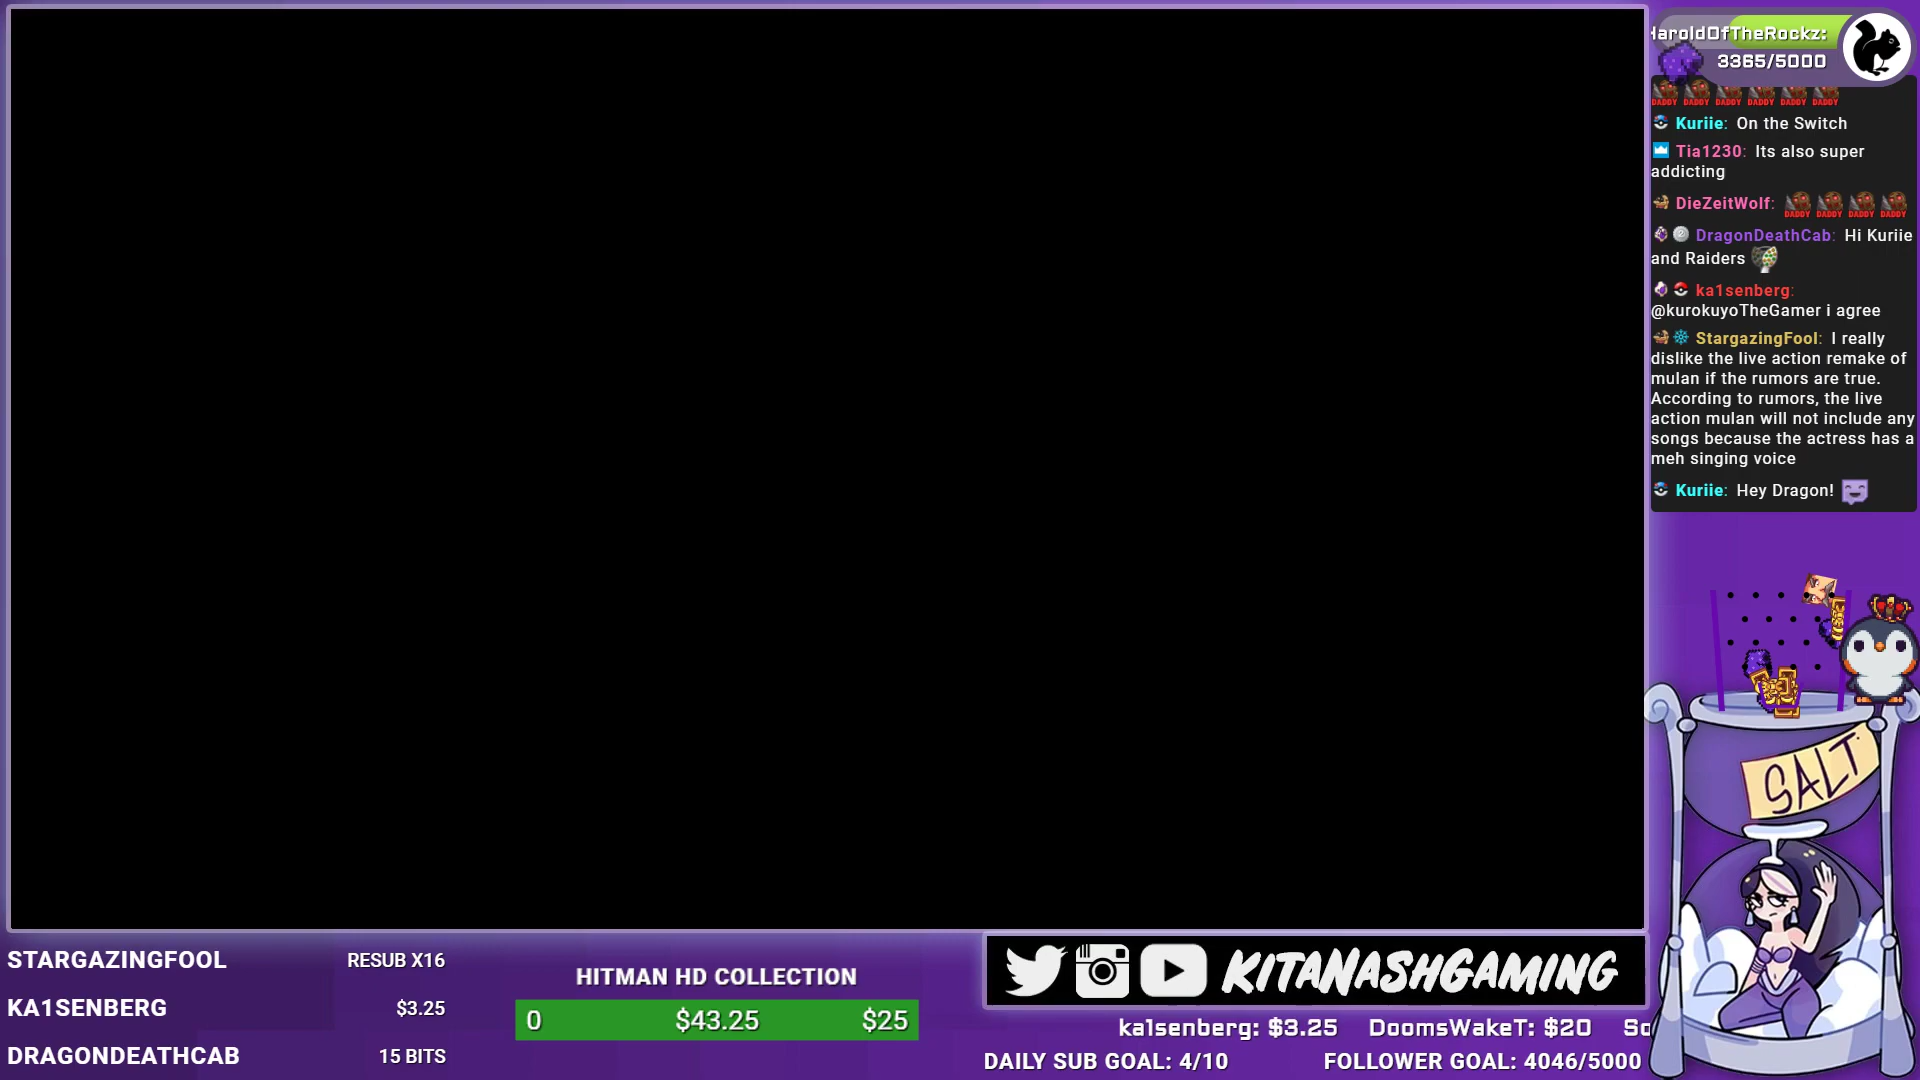 HaroldOfTheRockz:
3365/5000
DADDY DADDY DADDY DADDY DADDY DADDY
Kuriie: On the Switch
Tia1230: Its also super
addicting
DieZeitWolf: DADDY DADDY DADDY DADDY
DragonDeathCab: Hi Kuriie
and Raiders
ka1senberg:
@kurokuyoTheGamer i agree
StargazingFool: I really
dislike the live action remake of
mulan if the rumors are true.
According to rumors, the live
action mulan will not include any
songs because the actress has a
meh singing voice
Kuriie: Hey Dragon!
SALT
STARGAZINGFOOL RESUB X16
KA1SENBERG $3.25
DRAGONDEATHCAB 15 BITS
HITMAN HD COLLECTION
0 $43.25 $25
KITANASHGAMING
ka1senberg: $3.25 DoomsWakeT: $20 So
DAILY SUB GOAL: 4/10 FOLLOWER GOAL: 4046/5000